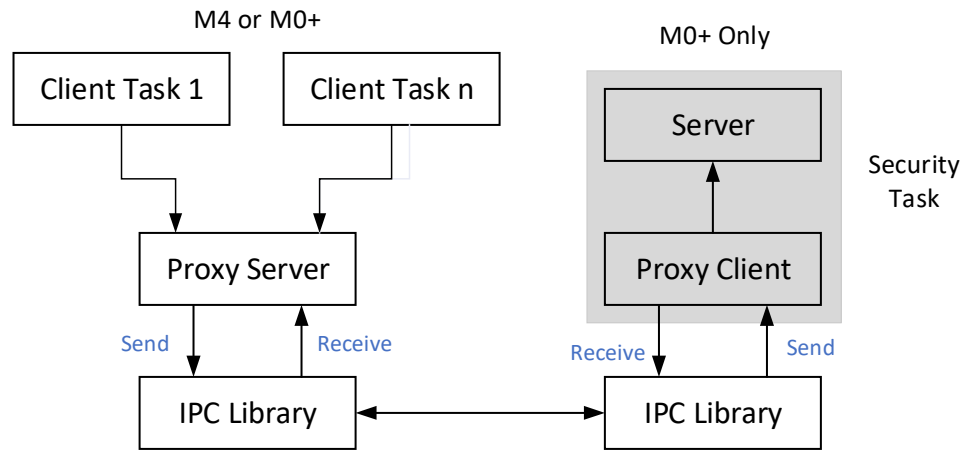 M4 or M0+
M0+ Only
Client Task 1
Client Task n
Server
Security
Task
Proxy Server
Proxy Client
Send
Receive
Receive
Send
IPC Library
IPC Library